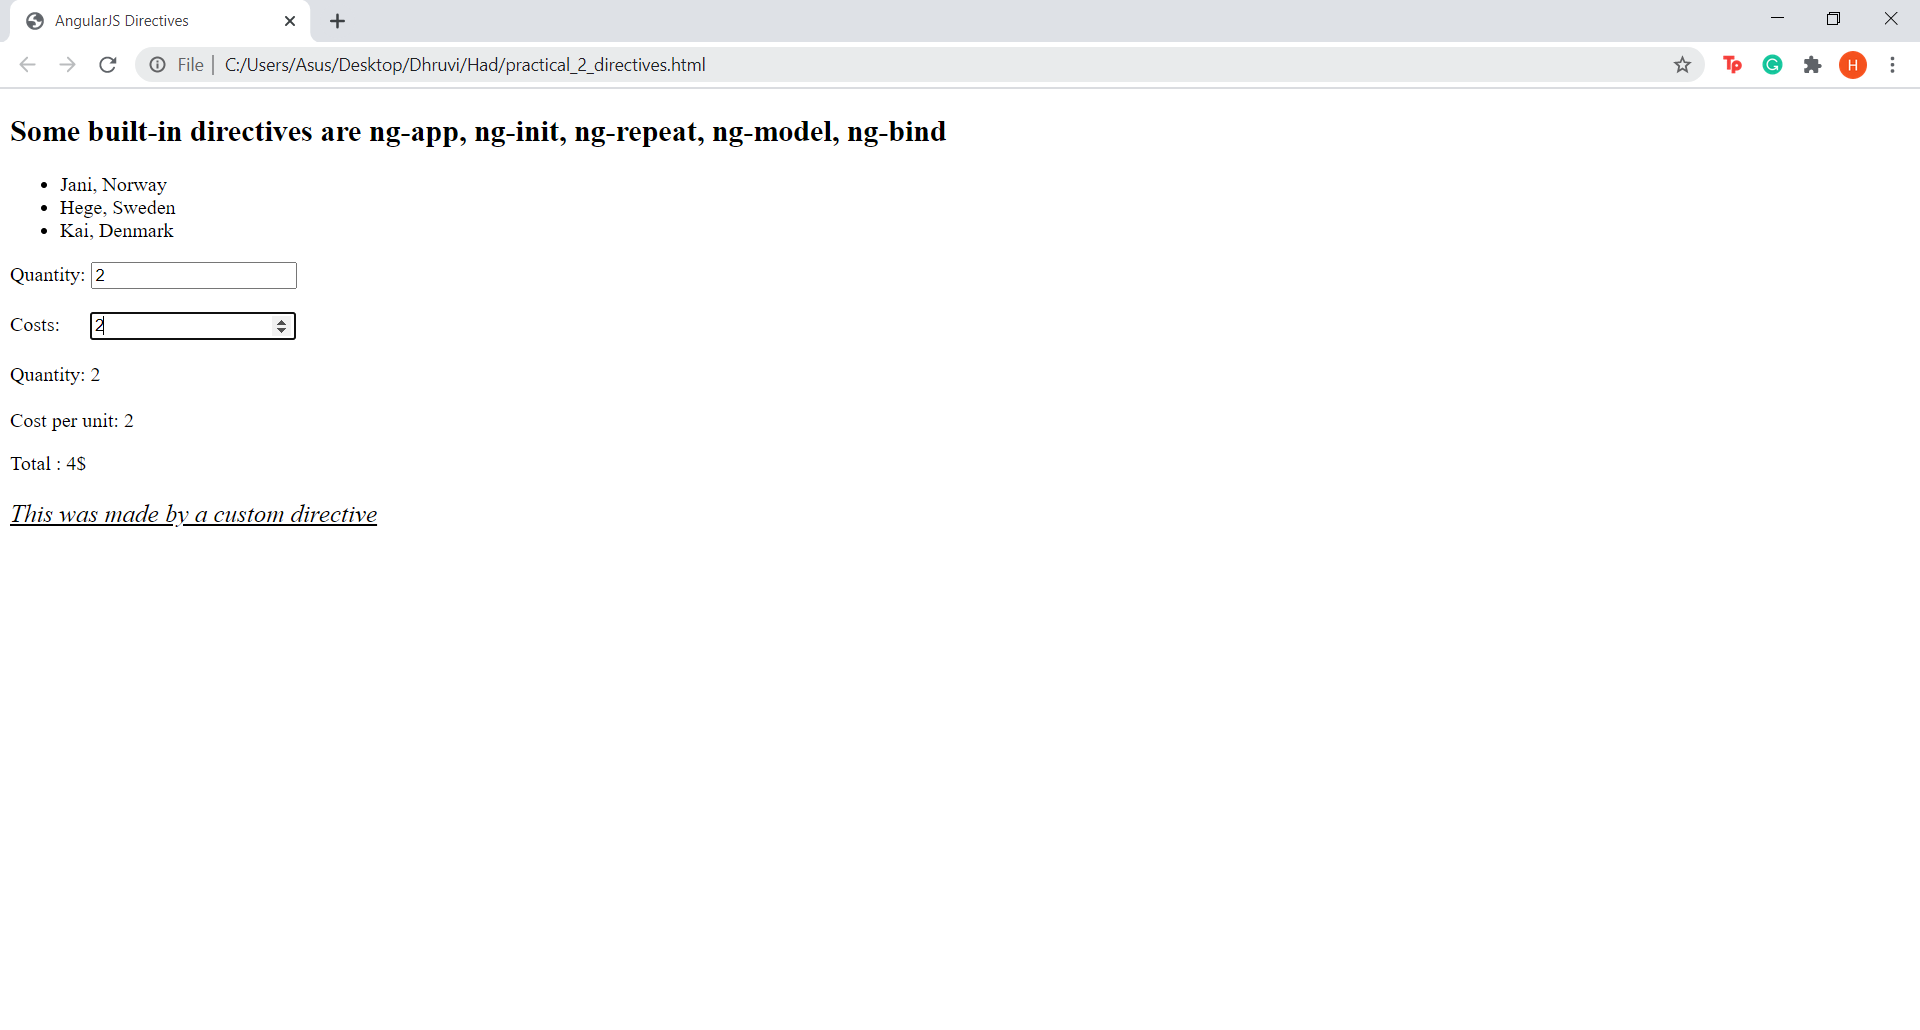 AngularJS Directives
File | C:/Users/Asus/Desktop/Dhruvi/Had/practical_2_directives.html
Tp
G
H
Some built-in directives are ng-app, ng-init, ng-repeat, ng-model, ng-bind
• Jani, Norway
• Hege, Sweden
• Kai, Denmark
Quantity: 2
Costs: 2
Quantity: 2
Cost per unit: 2
Total : 4$
This was made by a custom directive